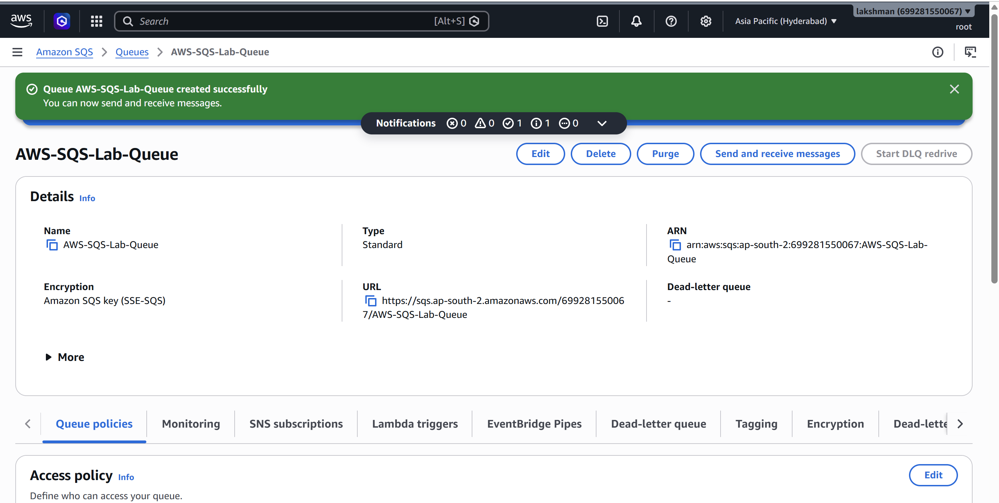 aws
Search [Alt+S]
Asia Pacific (Hyderabad)
lakshman (699281550067)
root
Amazon SQS > Queues > AWS-SQS-Lab-Queue
Queue AWS-SQS-Lab-Queue created successfully
You can now send and receive messages.
Notifications 0 0 1 1 0
AWS-SQS-Lab-Queue
Edit Delete Purge Send and receive messages Start DLQ redrive
Details Info
Name
AWS-SQS-Lab-Queue
Type
Standard
ARN
arn:aws:sqs:ap-south-2:699281550067:AWS-SQS-Lab-
Queue
Encryption
Amazon SQS key (SSE-SQS)
URL
https://sqs.ap-south-2.amazonaws.com/69928155006
7/AWS-SQS-Lab-Queue
Dead-letter queue
-
More
Queue policies Monitoring SNS subscriptions Lambda triggers EventBridge Pipes Dead-letter queue Tagging Encryption Dead-lette
Access policy Info
Edit
Define who can access your queue.